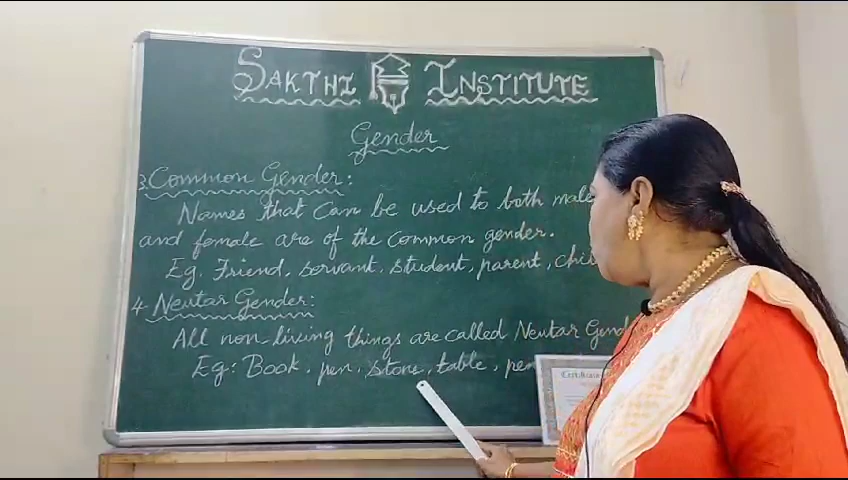 SAKTHI INSTITUTE
Gender
3. Common Gender:
Names that can be used to both male
and female are of the common gender.
Eg. Friend, servant, student, parent,
4. Neutar Gender:
All non living things are called Neutar
Eg: Book, pen, stone, table,